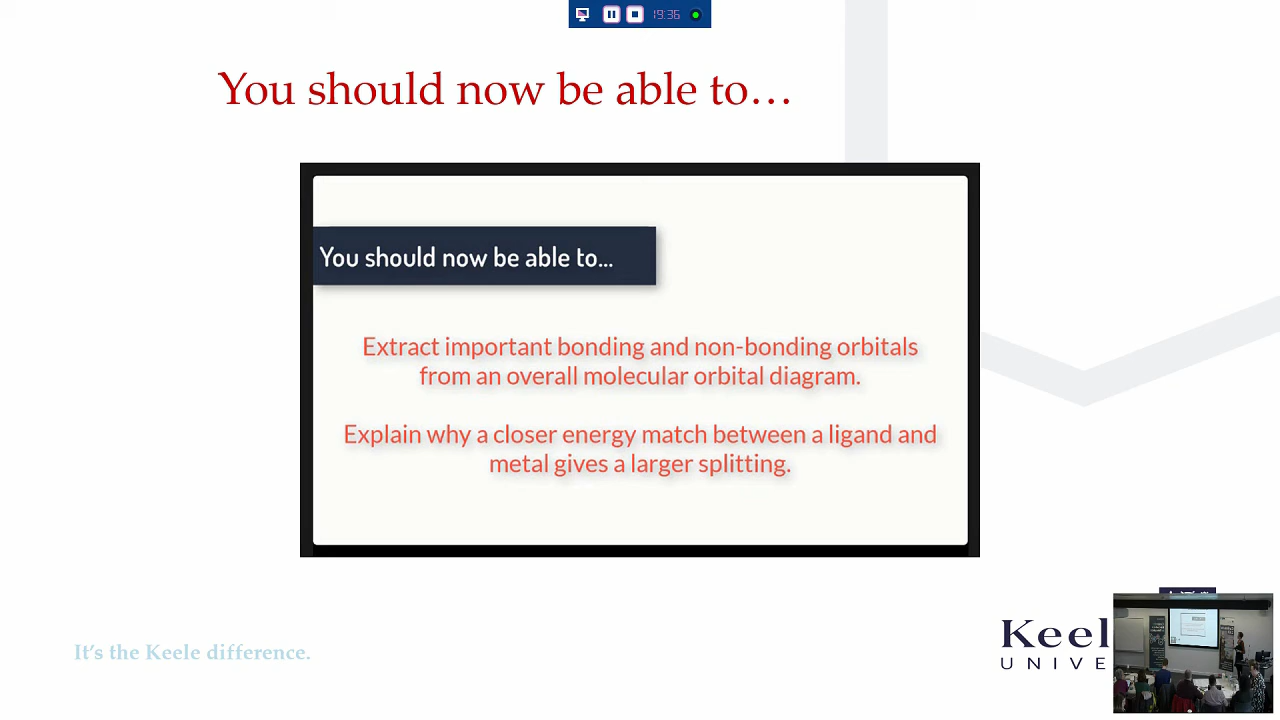 19:36
You should now be able to…
You should now be able to...
Extract important bonding and non-bonding orbitals
from an overall molecular orbital diagram.
Explain why a closer energy match between a ligand and
metal gives a larger splitting.
It's the Keele difference.
Keel
UNIVE